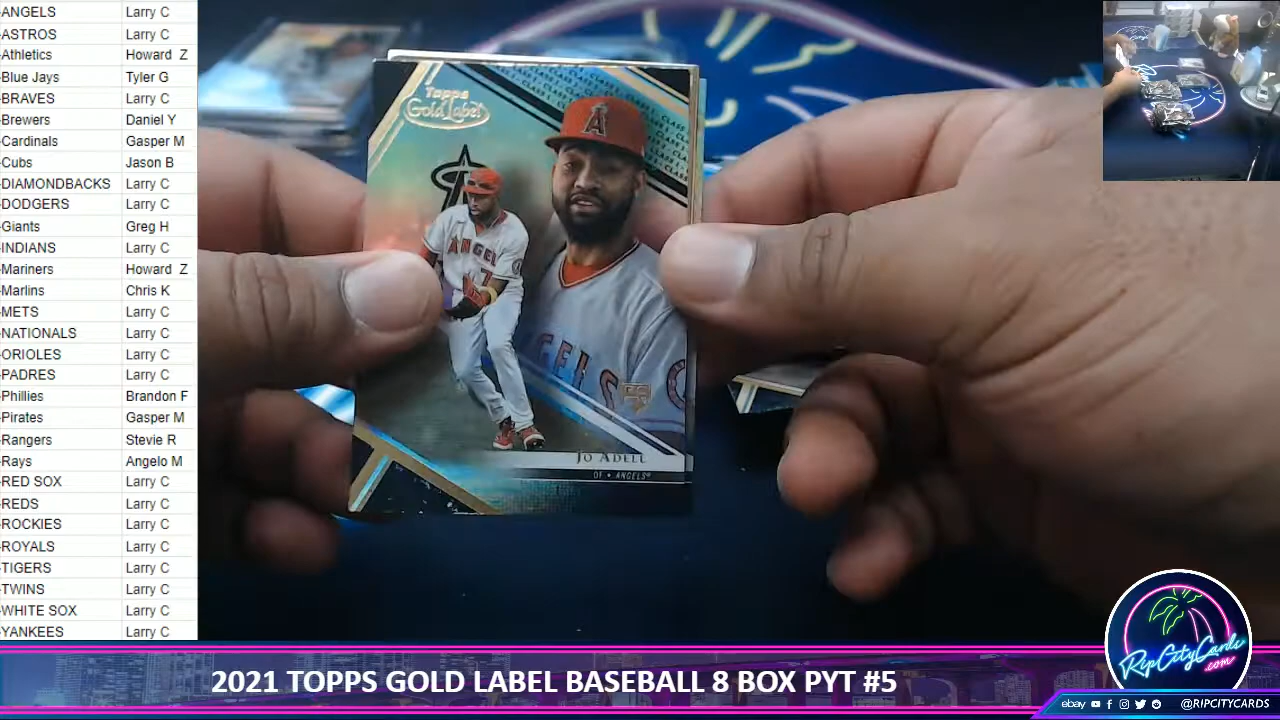 -ANGELS Larry C
-ASTROS Larry C
-Athletics Howard Z
-Blue Jays Tyler G
-BRAVES Larry C
-Brewers Daniel Y
-Cardinals Gasper M
-Cubs Jason B
-DIAMONDBACKS Larry C
-DODGERS Larry C
-Giants Greg H
-INDIANS Larry C
-Mariners Howard Z
-Marlins Chris K
-METS Larry C
-NATIONALS Larry C
-ORIOLES Larry C
-PADRES Larry C
-Phillies Brandon F
-Pirates Gasper M
-Rangers Stevie R
-Rays Angelo M
-RED SOX Larry C
-REDS Larry C
-ROCKIES Larry C
-ROYALS Larry C
-TIGERS Larry C
-TWINS Larry C
-WHITE SOX Larry C
-YANKEES Larry C
Topps
Gold Label
A
ANGEL
7
JO ADELL
OF • ANGELS®
2021 TOPPS GOLD LABEL BASEBALL 8 BOX PYT #5
RipCityCards
.com
ebay @RIPCITYCARDS